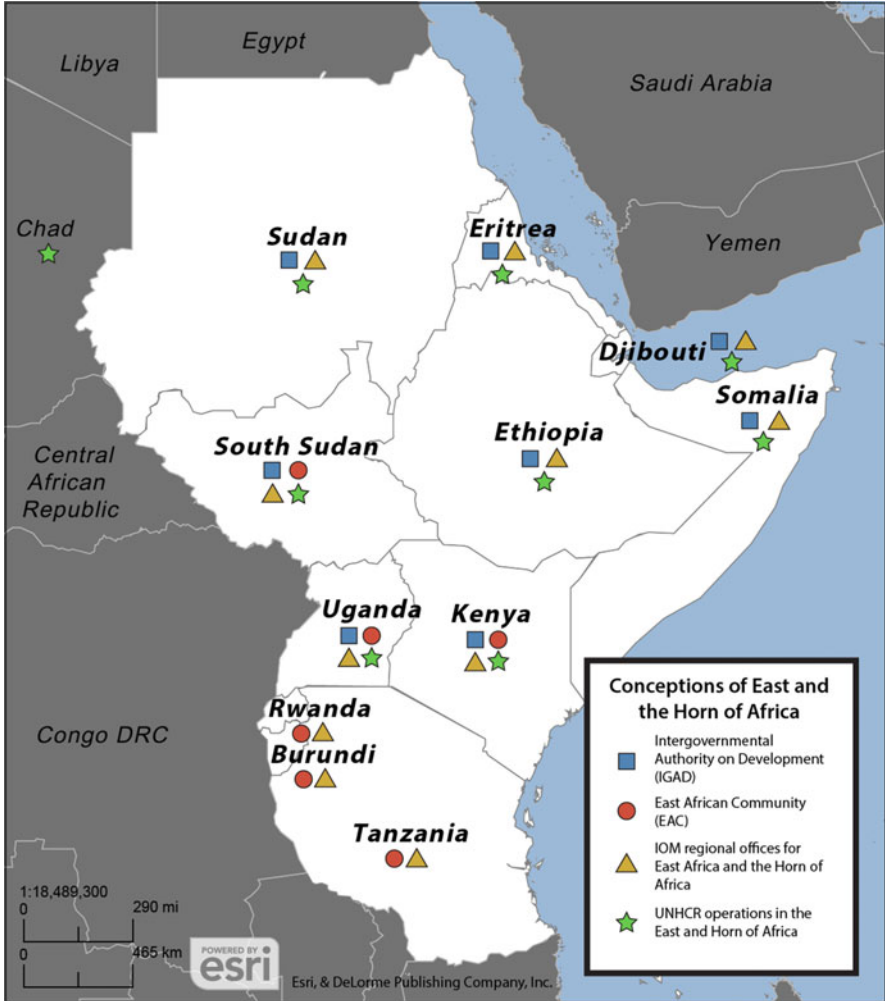 Egypt
Libya
Saudi Arabia
Chad
Sudan
Eritrea
Yemen
Djibouti
Somalia
South Sudan
Ethiopia
Central
African
Republic
Uganda
Kenya
Rwanda
Congo DRC
Burundi
Tanzania
Conceptions of East and
the Horn of Africa
Intergovernmental
Authority on Development
(IGAD)
East African Community
(EAC)
IOM regional offices for
East Africa and the Horn of
Africa
UNHCR operations in the
East and Horn of Africa
1:18,489,300
0 290 mi
0 465 km
POWERED BY
esri
Esri, & DeLorme Publishing Company, Inc.